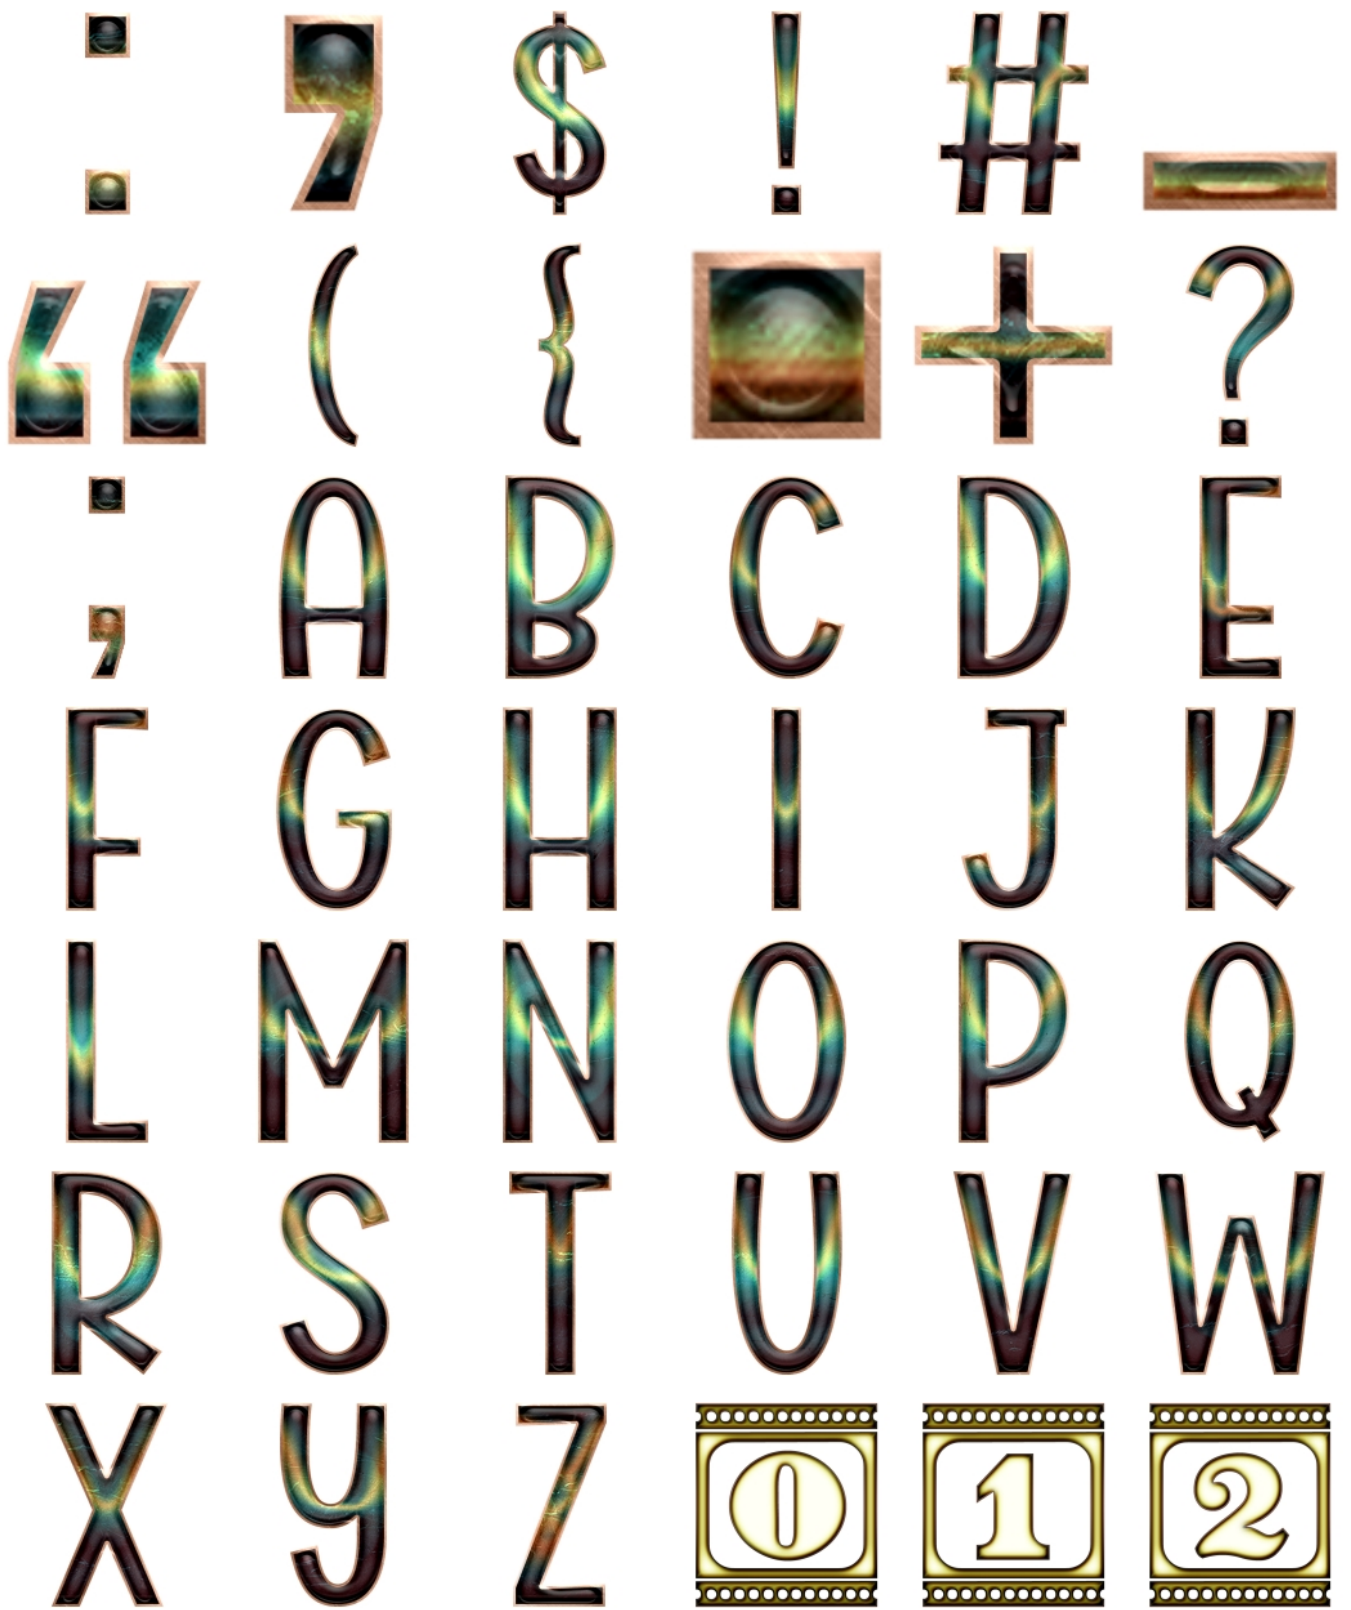 : , $ ! # _
“ ( { . + ?
; A B C D E
F G H I J K
L M N O P Q
R S T U V W
X Y Z 0 1 2